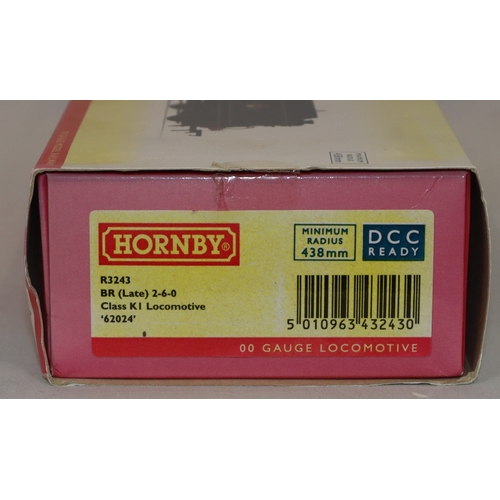 HORNBY®
R3243
BR (Late) 2-6-0
Class K1 Locomotive
'62024'
MINIMUM
RADIUS
438mm
DCC
READY
5 010963 432430
00 GAUGE LOCOMOTIVE